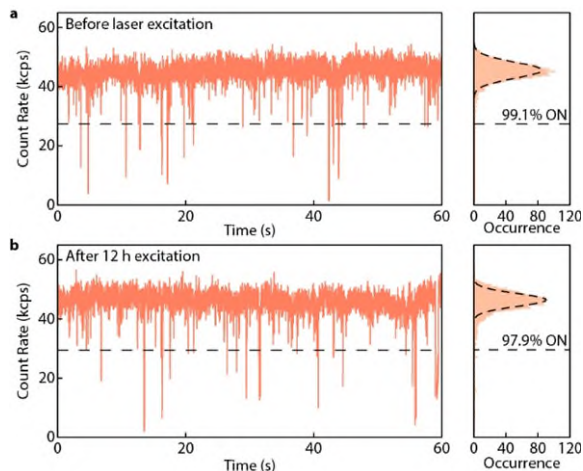 a
Before laser excitation
60
40
20
0
Count Rate (kcps)
0
20
40
60
Time (s)
99.1% ON
0
40
80
120
Occurrence
b
After 12 h excitation
60
40
20
0
Count Rate (kcps)
0
20
40
60
Time (s)
97.9% ON
0
40
80
120
Occurrence